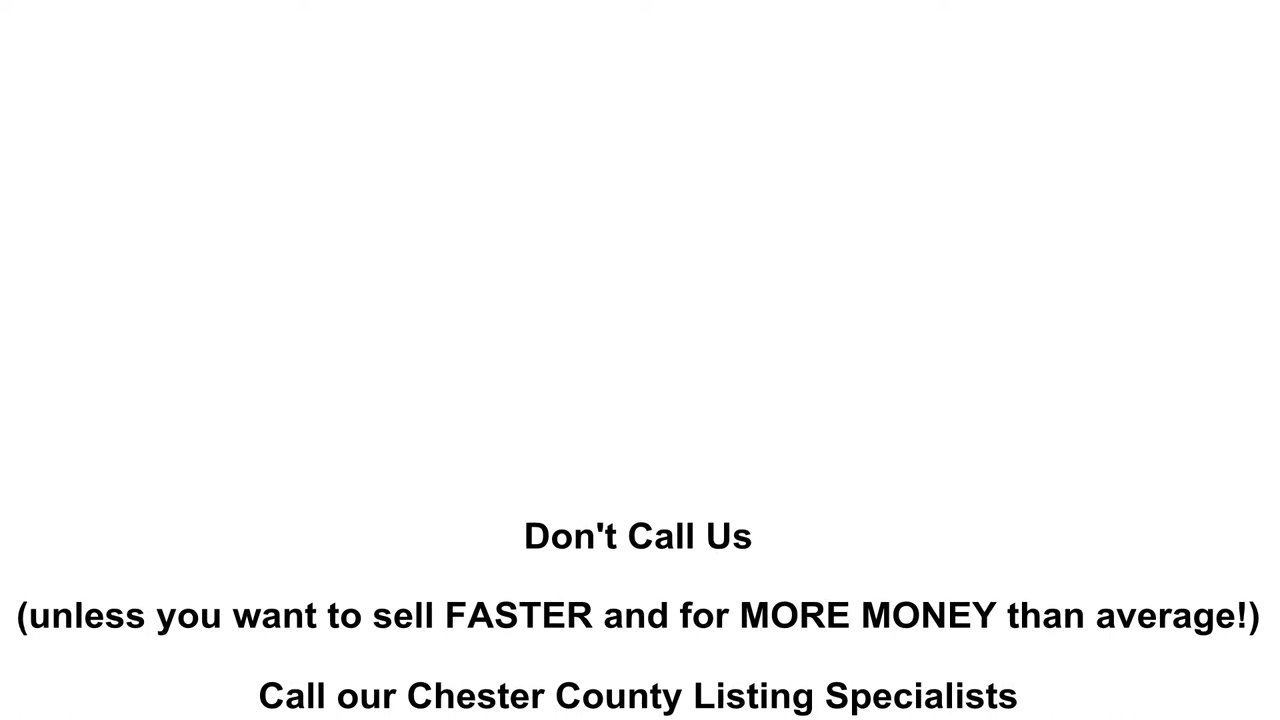 Don't Call Us
(unless you want to sell FASTER and for MORE MONEY than average!)
Call our Chester County Listing Specialists